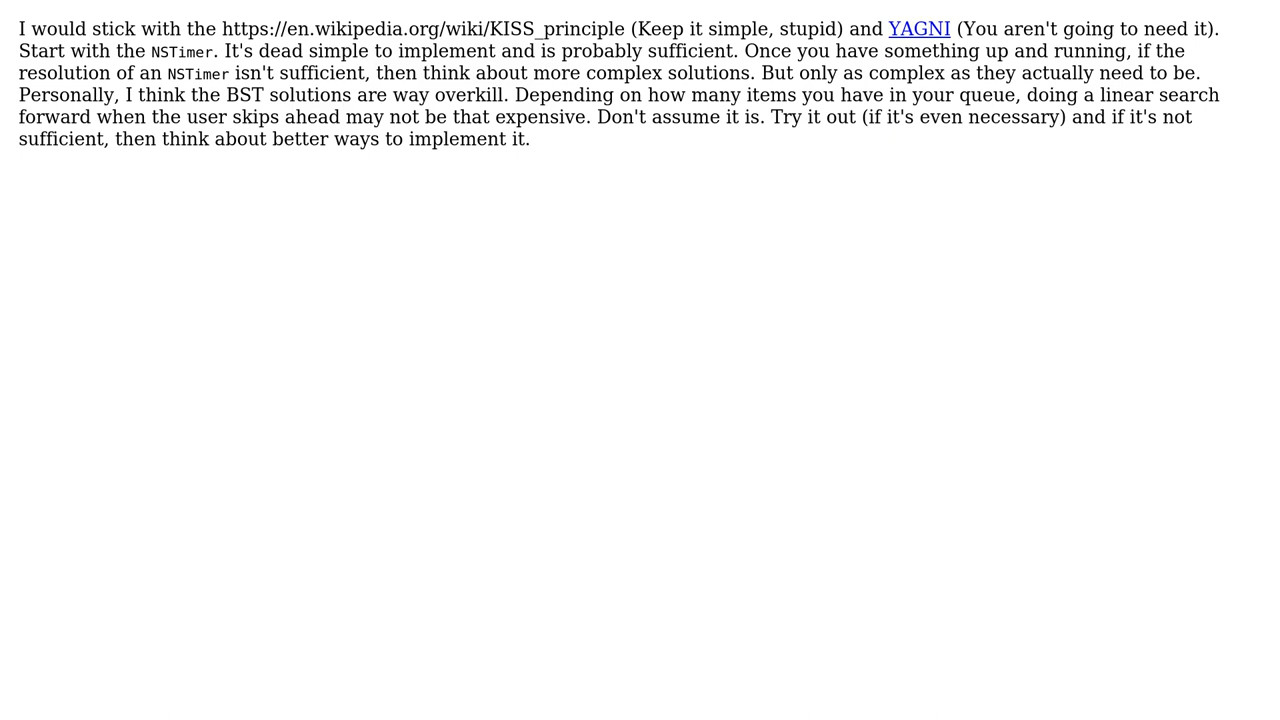 I would stick with the https://en.wikipedia.org/wiki/KISS_principle (Keep it simple, stupid) and YAGNI (You aren't going to need it).
Start with the NSTimer. It's dead simple to implement and is probably sufficient. Once you have something up and running, if the
resolution of an NSTimer isn't sufficient, then think about more complex solutions. But only as complex as they actually need to be.
Personally, I think the BST solutions are way overkill. Depending on how many items you have in your queue, doing a linear search
forward when the user skips ahead may not be that expensive. Don't assume it is. Try it out (if it's even necessary) and if it's not
sufficient, then think about better ways to implement it.